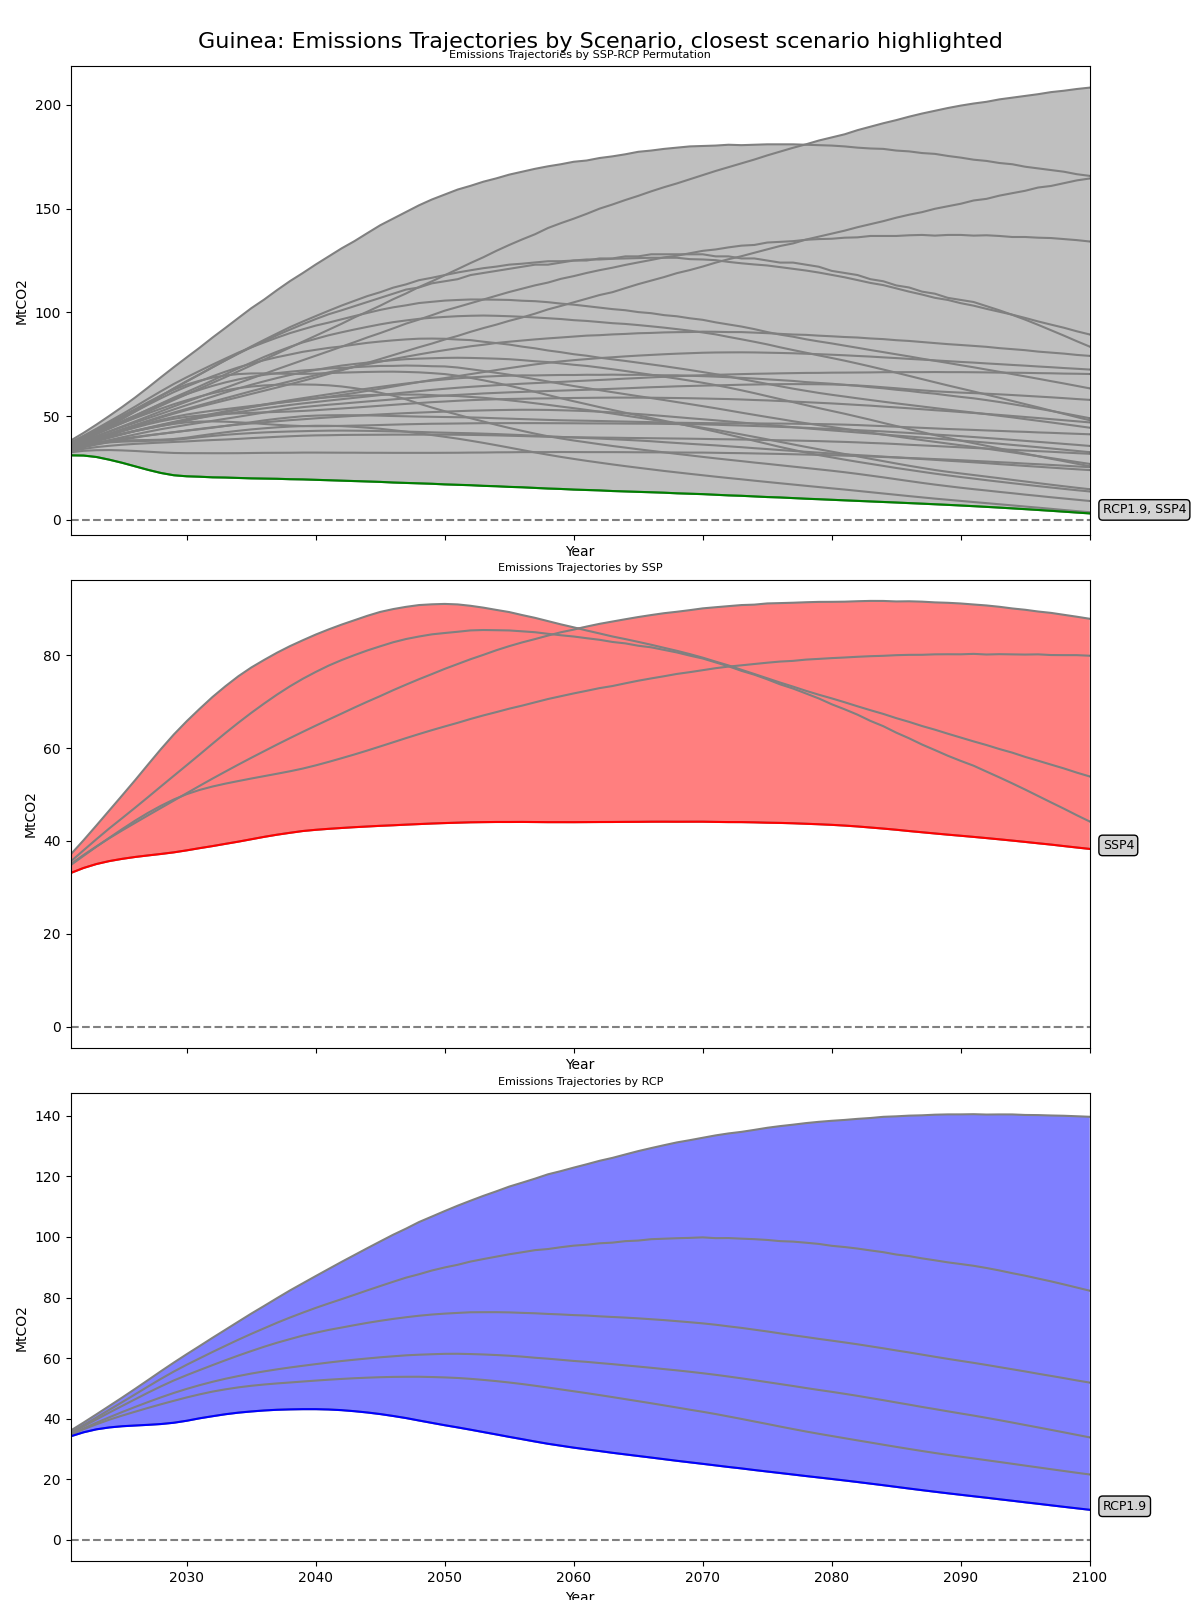 Guinea: Emissions Trajectories by Scenario, closest scenario highlighted
Emissions Trajectories by SSP-RCP Permutation
200
150
100
50
0
MtCO2
RCP1.9, SSP4
Year
Emissions Trajectories by SSP
80
60
40
20
0
MtCO2
SSP4
Year
Emissions Trajectories by RCP
140
120
100
80
60
40
20
0
MtCO2
RCP1.9
2030 2040 2050 2060 2070 2080 2090 2100
Year